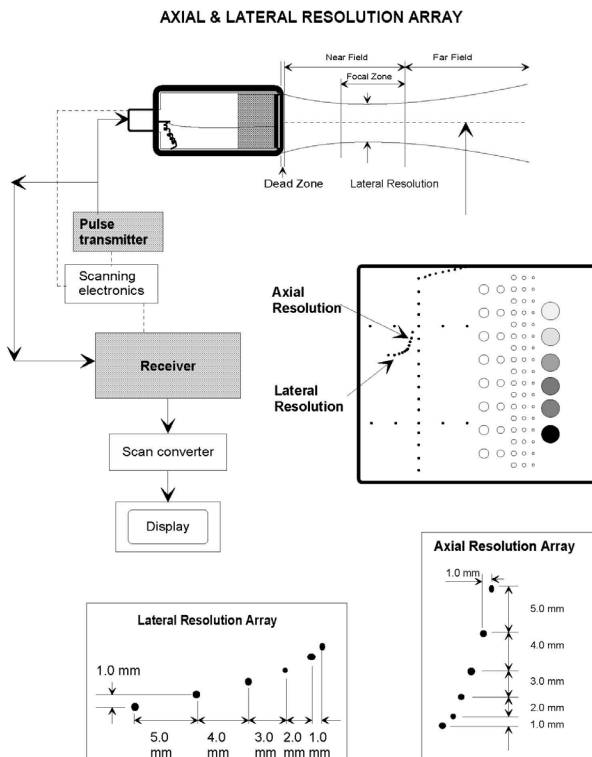 AXIAL & LATERAL RESOLUTION ARRAY
Near Field
Far Field
Focal Zone
Dead Zone
Lateral Resolution
Pulse
transmitter
Scanning
electronics
Receiver
Scan converter
Display
Axial
Resolution
Lateral
Resolution
Lateral Resolution Array
1.0 mm
5.0
mm
4.0
mm
3.0
mm
2.0
mm
1.0
mm
Axial Resolution Array
1.0 mm
5.0 mm
4.0 mm
3.0 mm
2.0 mm
1.0 mm